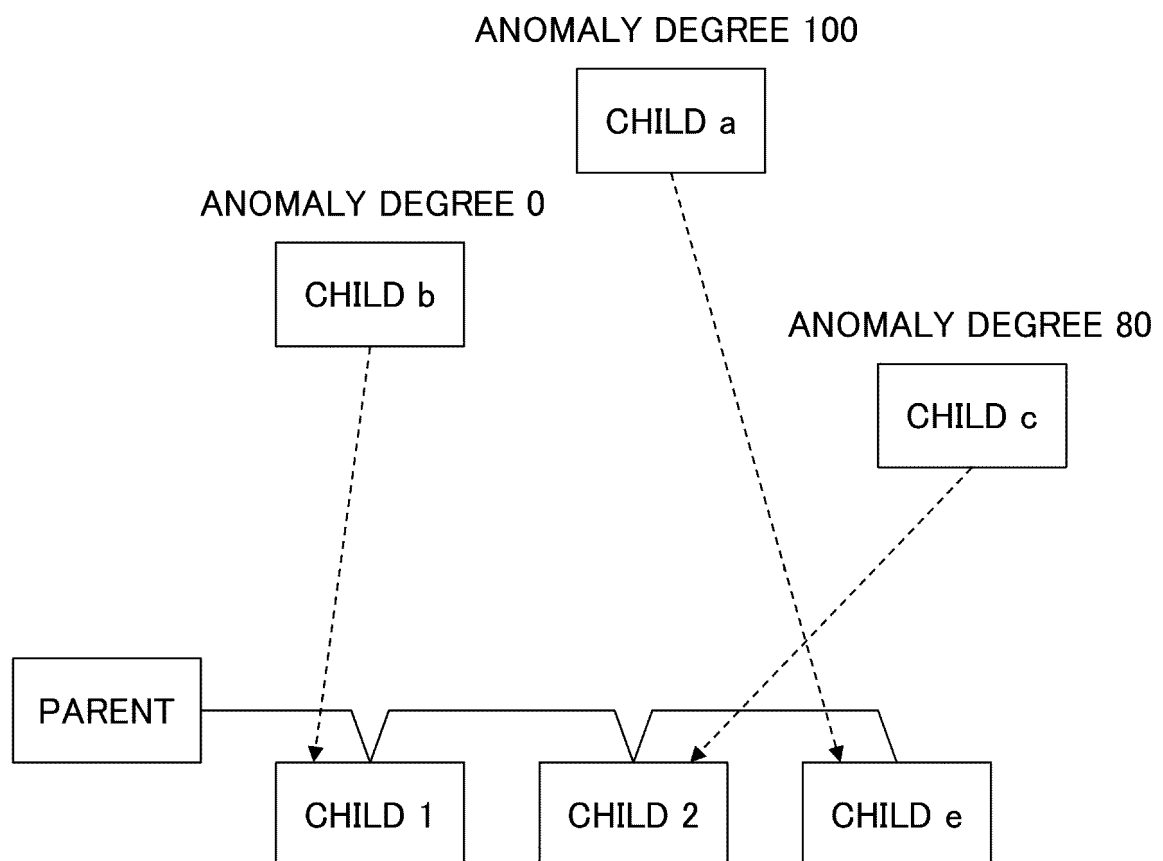 ANOMALY DEGREE 100
CHILD a
ANOMALY DEGREE 0
CHILD b
ANOMALY DEGREE 80
CHILD c
PARENT
CHILD 1
CHILD 2
CHILD e